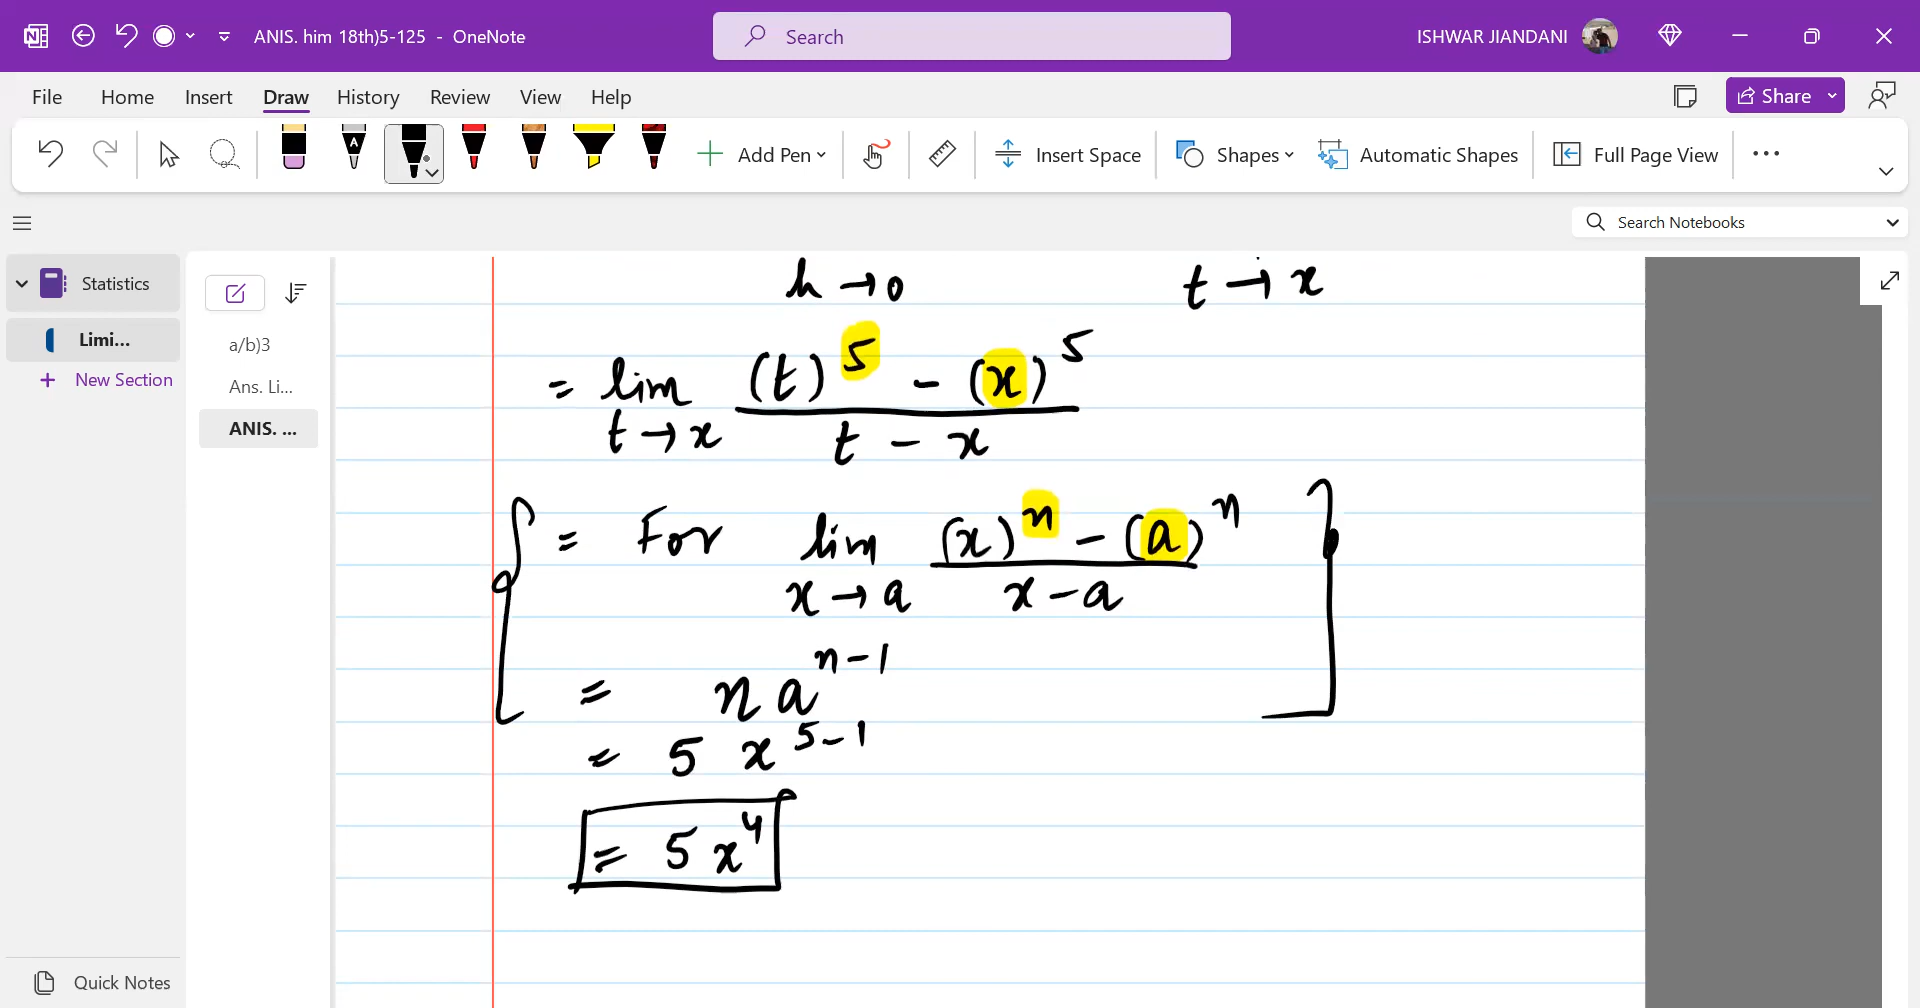 ANIS. him 18th)5-125 - OneNote
Search
ISHWAR JIANDANI
File Home Insert Draw History Review View Help
Share
A
Add Pen
Insert Space
Shapes
Automatic Shapes
Full Page View
Search Notebooks
Statistics
Limi...
New Section
a/b)3
Ans. Li...
ANIS. ...
Quick Notes
h → 0 t → x
= lim (t)^5 - (x)^5
t → x t - x
= For lim (x)^n - (a)^n
x → a x - a
= n a^n-1
= 5 x^5-1
= 5 x^4